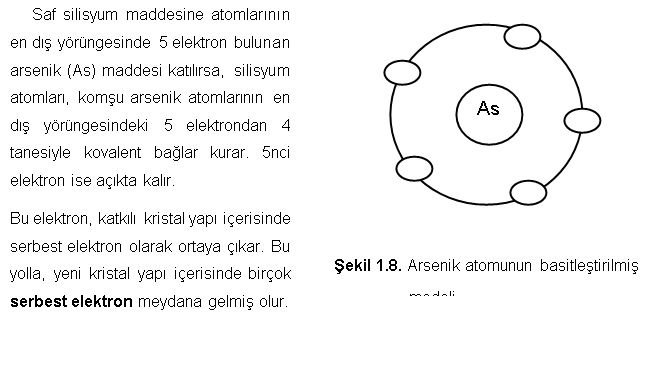 Saf silisyum maddesine atomlarının
en dış yörüngesinde 5 elektron bulunan
arsenik (As) maddesi katılırsa, silisyum
atomları, komşu arsenik atomlarının en
dış yörüngesindeki 5 elektrondan 4
tanesiyle kovalent bağlar kurar. 5nci
elektron ise açıkta kalır.
Bu elektron, katkılı kristal yapı içerisinde
serbest elektron olarak ortaya çıkar. Bu
yolla, yeni kristal yapı içerisinde birçok
serbest elektron meydana gelmiş olur.
As
Şekil 1.8. Arsenik atomunun basitleştirilmiş